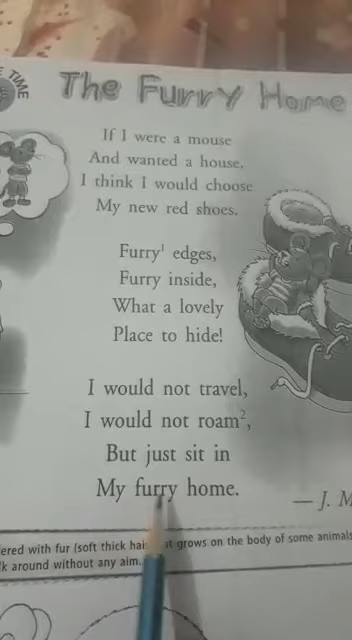 TIME
The Furry Home
If I were a mouse
And wanted a house,
I think I would choose
My new red shoes.
Furry¹ edges,
Furry inside,
What a lovely
Place to hide!
I would not travel,
I would not roam²,
But just sit in
My furry home.
— J. M
ered with fur (soft thick hair at grows on the body of some animals
lk around without any aim.